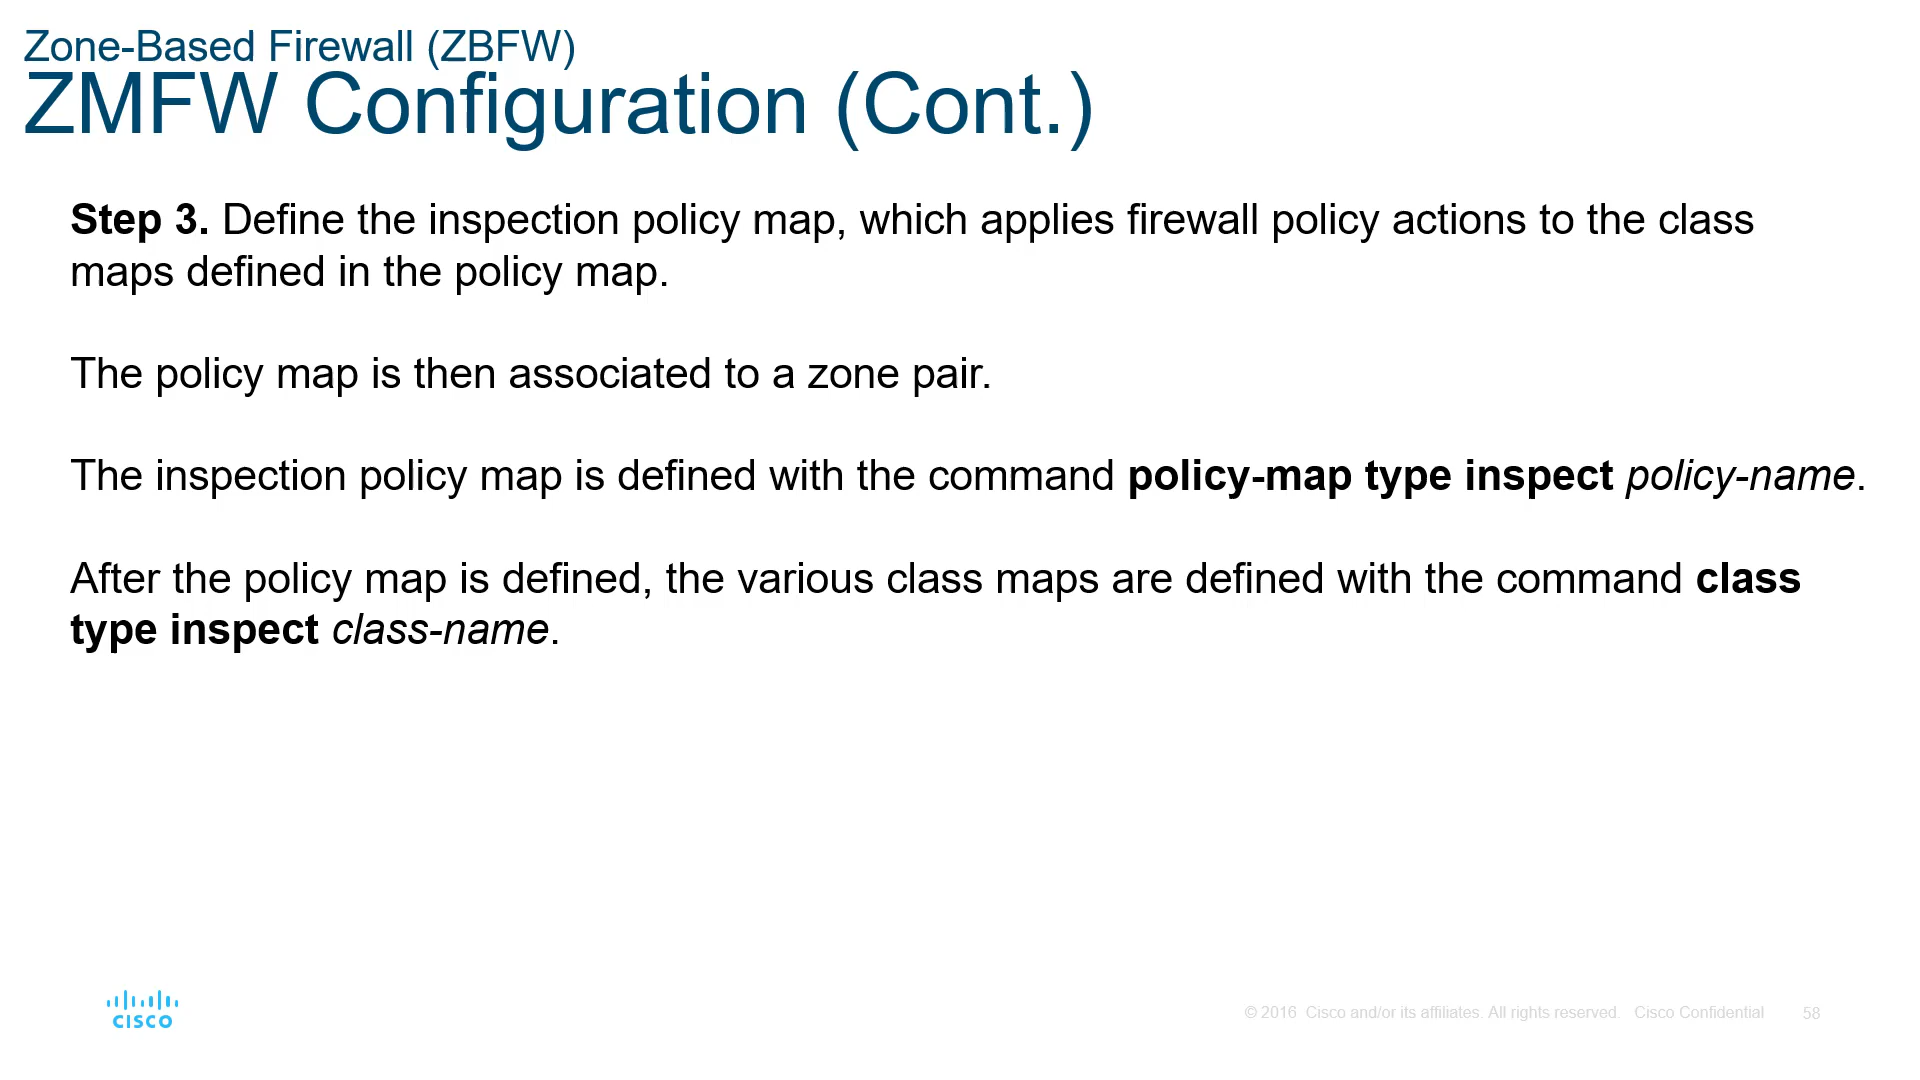 Zone-Based Firewall (ZBFW)
ZMFW Configuration (Cont.)
Step 3. Define the inspection policy map, which applies firewall policy actions to the class
maps defined in the policy map.
The policy map is then associated to a zone pair.
The inspection policy map is defined with the command policy-map type inspect policy-name.
After the policy map is defined, the various class maps are defined with the command class
type inspect class-name.
CISCO
© 2016 Cisco and/or its affiliates. All rights reserved. Cisco Confidential 58